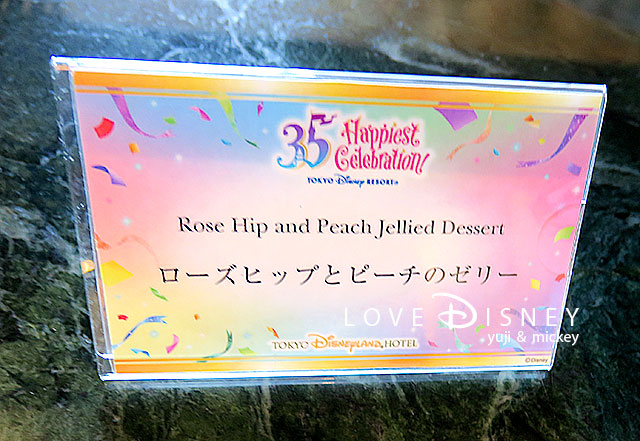 35 Happiest
Celebration!
TOKYO Disney RESORT®
Rose Hip and Peach Jellied Dessert
ローズヒップとピーチのゼリー
LOVE DISNEY
yuji & mickey
TOKYO DISNEYLAND HOTEL
©Disney